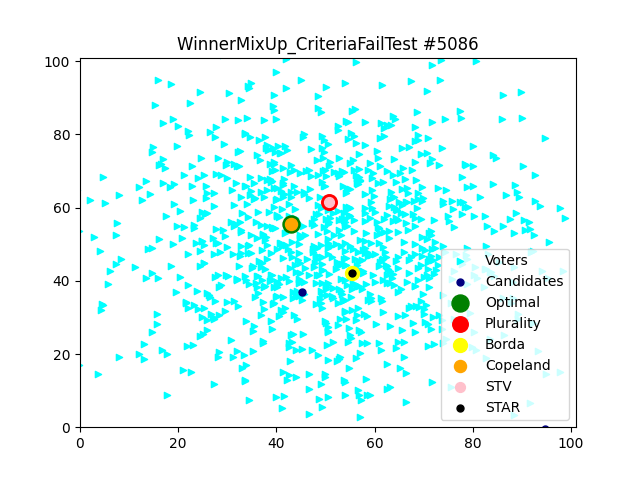 WinnerMixUp_CriteriaFailTest #5086
100
80
60
40
20
0
0
20
40
60
80
100
Voters
Candidates
Optimal
Plurality
Borda
Copeland
STV
STAR